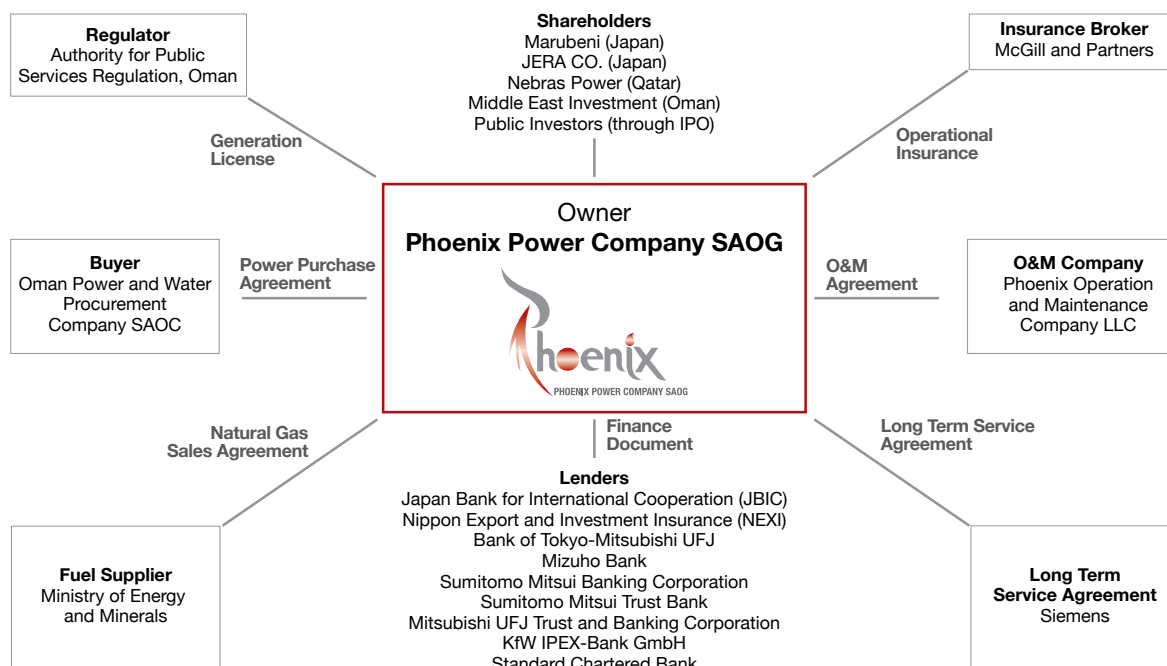 Regulator
Authority for Public
Services Regulation, Oman
Shareholders
Marubeni (Japan)
JERA CO. (Japan)
Nebras Power (Qatar)
Middle East Investment (Oman)
Public Investors (through IPO)
Insurance Broker
McGill and Partners
Generation
License
Operational
Insurance
Owner
Phoenix Power Company SAOG
Phoenix
PHOENIX POWER COMPANY SAOG
Buyer
Oman Power and Water
Procurement
Company SAOC
Power Purchase
Agreement
O&M
Agreement
O&M Company
Phoenix Operation
and Maintenance
Company LLC
Natural Gas
Sales Agreement
Finance
Document
Long Term Service
Agreement
Lenders
Japan Bank for International Cooperation (JBIC)
Nippon Export and Investment Insurance (NEXI)
Bank of Tokyo-Mitsubishi UFJ
Mizuho Bank
Sumitomo Mitsui Banking Corporation
Sumitomo Mitsui Trust Bank
Mitsubishi UFJ Trust and Banking Corporation
KfW IPEX-Bank GmbH
Standard Chartered Bank
Fuel Supplier
Ministry of Energy
and Minerals
Long Term
Service Agreement
Siemens